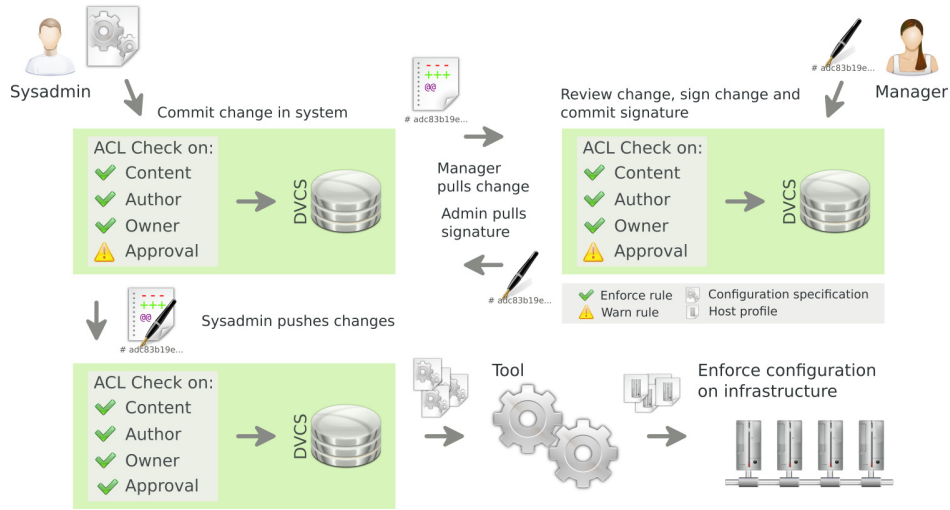 Sysadmin
Commit change in system
ACL Check on:
Content
Author
Owner
Approval
DVCS
- - -
+++
@@
# adc83b19e...
Manager
pulls change
Admin pulls
signature
# adc83b19e...
# adc83b19e...
Manager
Review change, sign change and
commit signature
ACL Check on:
Content
Author
Owner
Approval
DVCS
Enforce rule
Configuration specification
Warn rule
Host profile
- - -
+++
@@
# adc83b19e...
Sysadmin pushes changes
ACL Check on:
Content
Author
Owner
Approval
DVCS
Tool
Enforce configuration
on infrastructure